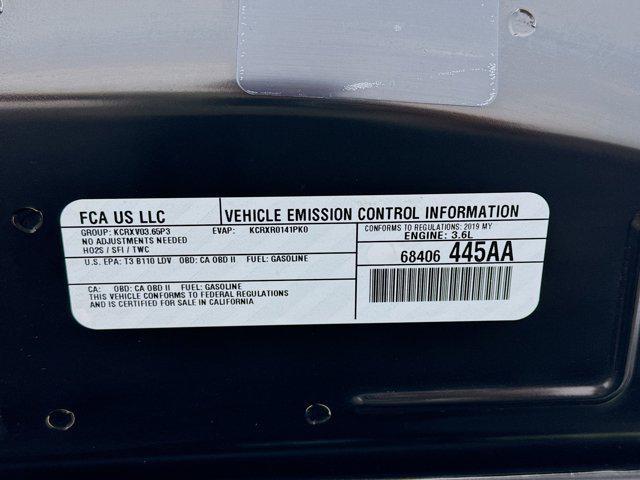 FCA US LLC
VEHICLE EMISSION CONTROL INFORMATION
GROUP: KCRXV03.65P3 EVAP: KCRXR0141PK0
NO ADJUSTMENTS NEEDED
HO2S / SFI / TWC
CONFORMS TO REGULATIONS: 2019 MY
ENGINE: 3.6L
U.S. EPA: T3 B110 LDV OBD: CA OBD II FUEL: GASOLINE
68406 445AA
CA: OBD: CA OBD II FUEL: GASOLINE
THIS VEHICLE CONFORMS TO FEDERAL REGULATIONS
AND IS CERTIFIED FOR SALE IN CALIFORNIA